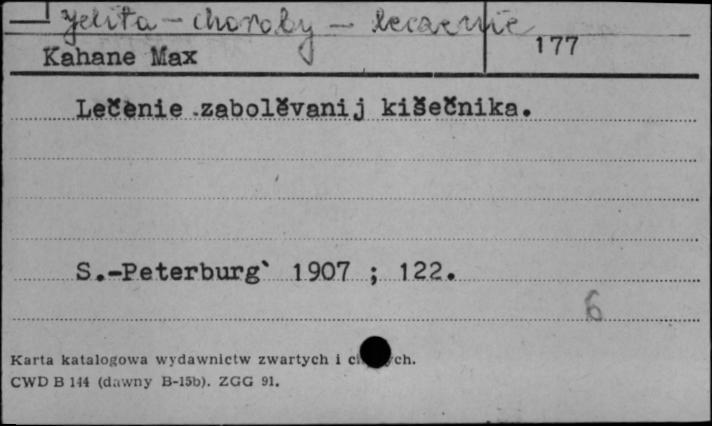 Jelita - choroby - leczenie
Kahane Max
177
Lečenie zabolěvanij kišečnika.
S.-Peterburg` 1907 ; 122.
6
Karta katalogowa wydawnictw zwartych i
CWD B 144 (dawny B-15b). ZGG 91.